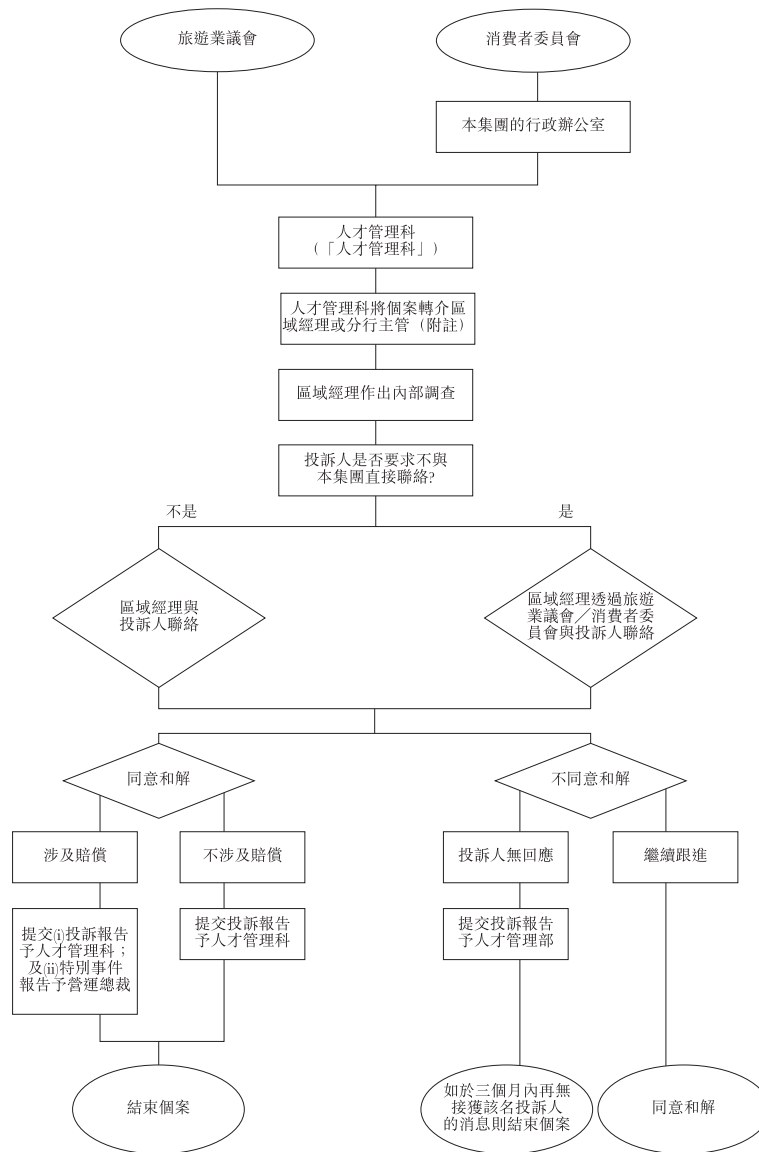 旅遊業議會
消費者委員會
本集團的行政辦公室
人才管理科
（「人才管理科」）
人才管理科將個案轉介區
域經理或分行主管（附註）
區域經理作出內部調查
投訴人是否要求不與
本集團直接聯絡?
不是
是
區域經理與
投訴人聯絡
區域經理透過旅遊
業議會／消費者委
員會與投訴人聯絡
同意和解
不同意和解
涉及賠償
不涉及賠償
投訴人無回應
繼續跟進
提交(i)投訴報告
予人才管理科；
及(ii)特別事件
報告予營運總裁
提交投訴報告
予人才管理科
提交投訴報告
予人才管理部
結束個案
如於三個月內再無
接獲該名投訴人
的消息則結束個案
同意和解